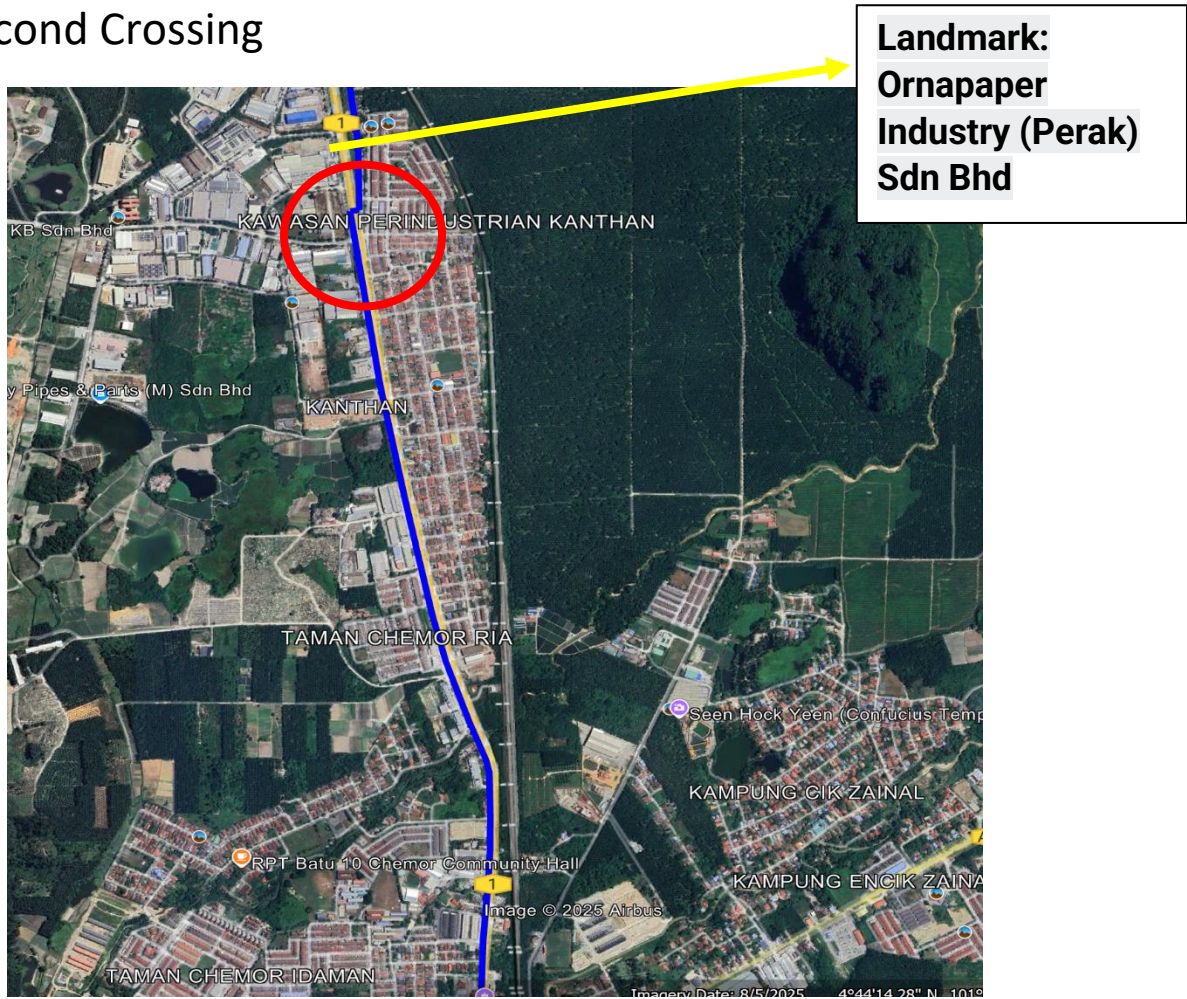 cond Crossing
Landmark:
Ornapaper
Industry (Perak)
Sdn Bhd
1
KAWASAN PERINDUSTRIAN KANTHAN
KB Sdn Bhd
y Pipes & Parts (M) Sdn Bhd
KANTHAN
TAMAN CHEMOR RIA
Seen Hock Yeen (Confucius Temp
KAMPUNG CIK ZAINAL
RPT Batu 10 Chemor Community Hall
KAMPUNG ENCIK ZAINA
1
Image © 2025 Airbus
TAMAN CHEMOR IDAMAN
Imagery Date: 8/5/2025 4°44'14.28" N 101°